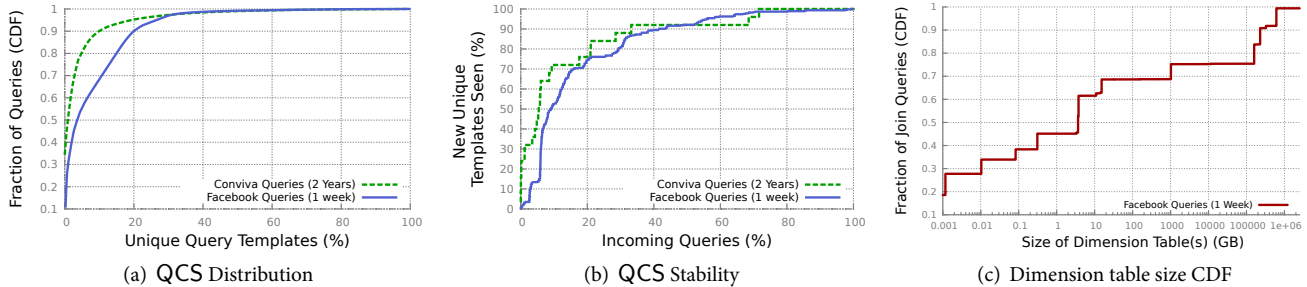 Fraction of Queries (CDF)
1
0.9
0.8
0.7
0.6
0.5
0.4
0.3
0.2
0.1
0 20 40 60 80 100
Unique Query Templates (%)
Conviva Queries (2 Years)
Facebook Queries (1 week)
(a) QCS Distribution
New Unique
Templates Seen (%)
100
90
80
70
60
50
40
30
20
10
0
0 20 40 60 80 100
Incoming Queries (%)
Conviva Queries (2 Years)
Facebook Queries (1 week)
(b) QCS Stability
Fraction of Join Queries (CDF)
1
0.9
0.8
0.7
0.6
0.5
0.4
0.3
0.2
0.1
0.001 0.01 0.1 1 10 100 1000 10000 100000 1e+06
Size of Dimension Table(s) (GB)
Facebook Queries (1 Week)
(c) Dimension table size CDF